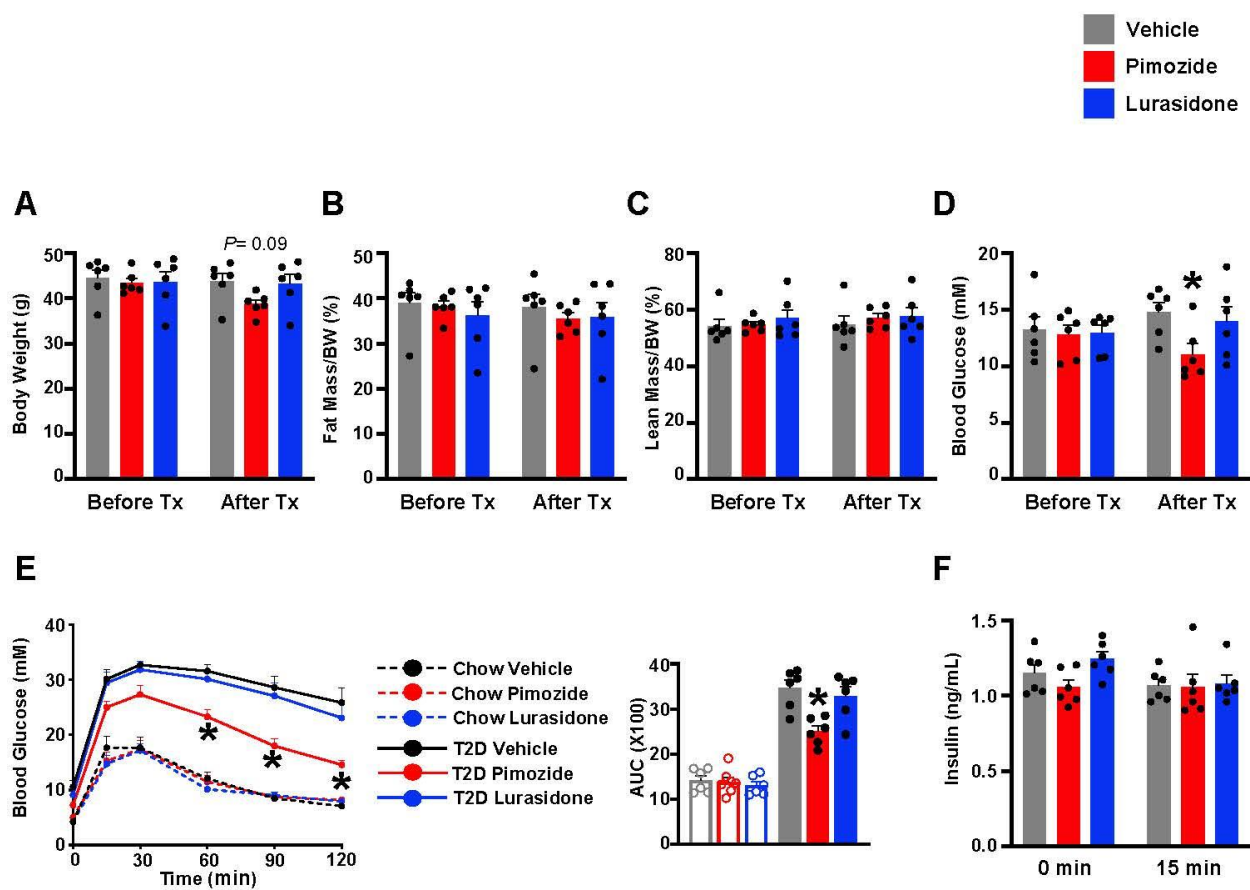 Vehicle
Pimozide
Lurasidone
A
B
C
D
P= 0.09
Body Weight (g)
50
40
30
20
10
0
Before Tx
After Tx
Fat Mass/BW (%)
50
40
30
20
10
0
Before Tx
After Tx
Lean Mass/BW (%)
80
60
40
20
0
Before Tx
After Tx
Blood Glucose (mM)
20
15
10
5
0
*
Before Tx
After Tx
E
F
Blood Glucose (mM)
40
30
20
10
0
*
*
*
0
30
60
90
120
Time (min)
Chow Vehicle
Chow Pimozide
Chow Lurasidone
T2D Vehicle
T2D Pimozide
T2D Lurasidone
AUC (X100)
40
30
20
10
0
*
Insulin (ng/mL)
1.5
1.0
0.5
0.0
0 min
15 min